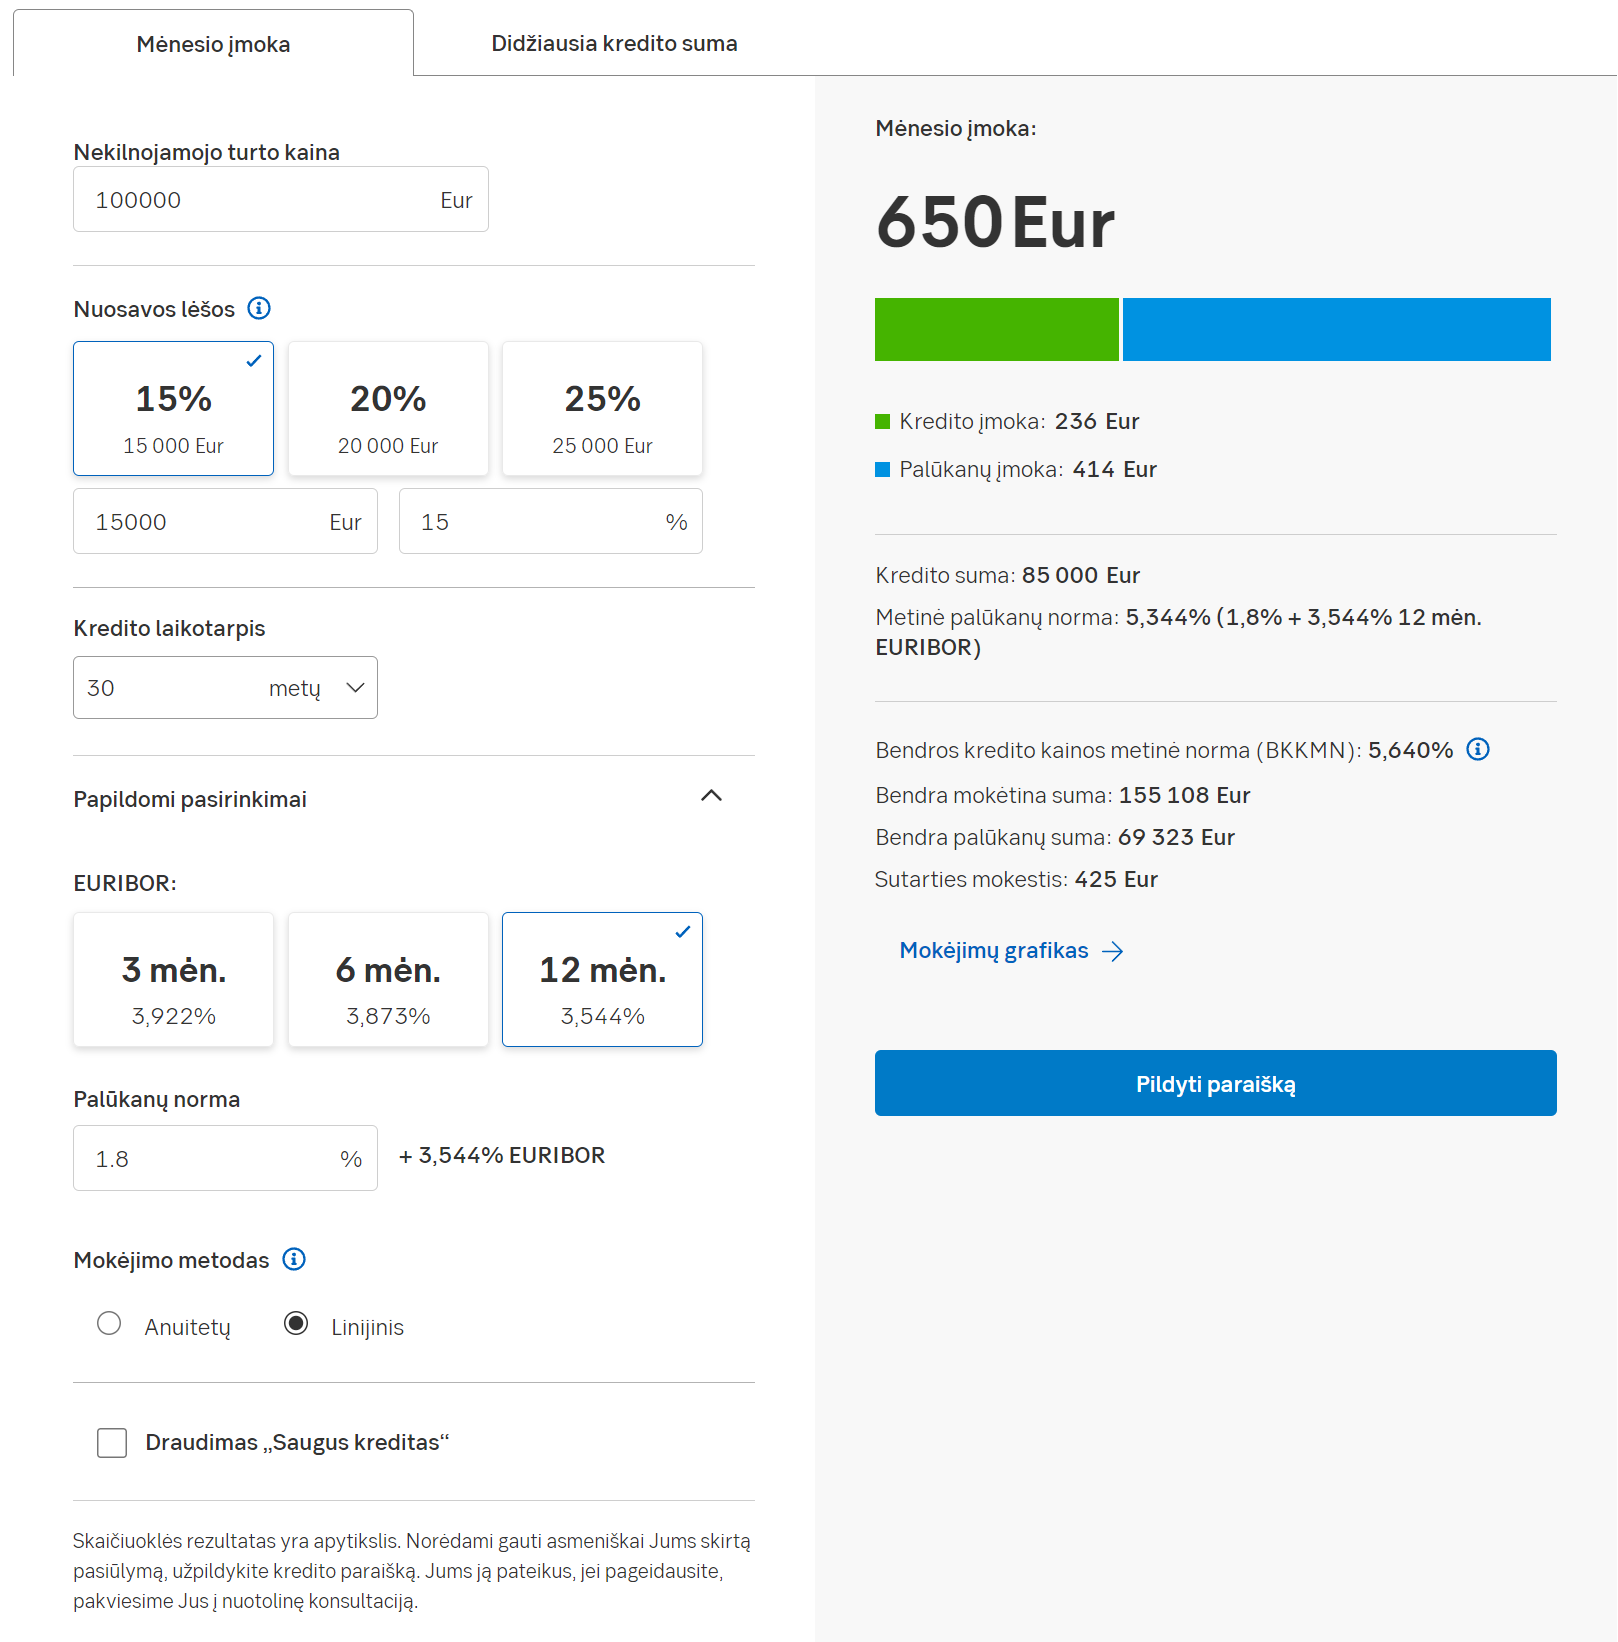 Mėnesio įmoka
Didžiausia kredito suma
Nekilnojamojo turto kaina
100000 Eur
Nuosavos lėšos
15%
15 000 Eur
20%
20 000 Eur
25%
25 000 Eur
15000 Eur
15 %
Kredito laikotarpis
30 metų
Papildomi pasirinkimai
EURIBOR:
3 mėn.
3,922%
6 mėn.
3,873%
12 mėn.
3,544%
Palūkanų norma
1.8 %
+ 3,544% EURIBOR
Mokėjimo metodas
Anuitetų
Linijinis
Draudimas „Saugus kreditas“
Skaičiuoklės rezultatas yra apytikslis. Norėdami gauti asmeniškai Jums skirtą
pasiūlymą, užpildykite kredito paraišką. Jums ją pateikus, jei pageidausite,
pakviesime Jus į nuotolinę konsultaciją.
Mėnesio įmoka:
650 Eur
Kredito įmoka: 236 Eur
Palūkanų įmoka: 414 Eur
Kredito suma: 85 000 Eur
Metinė palūkanų norma: 5,344% (1,8% + 3,544% 12 mėn.
EURIBOR)
Bendros kredito kainos metinė norma (BKKMN): 5,640%
Bendra mokėtina suma: 155 108 Eur
Bendra palūkanų suma: 69 323 Eur
Sutarties mokestis: 425 Eur
Mokėjimų grafikas
Pildyti paraišką